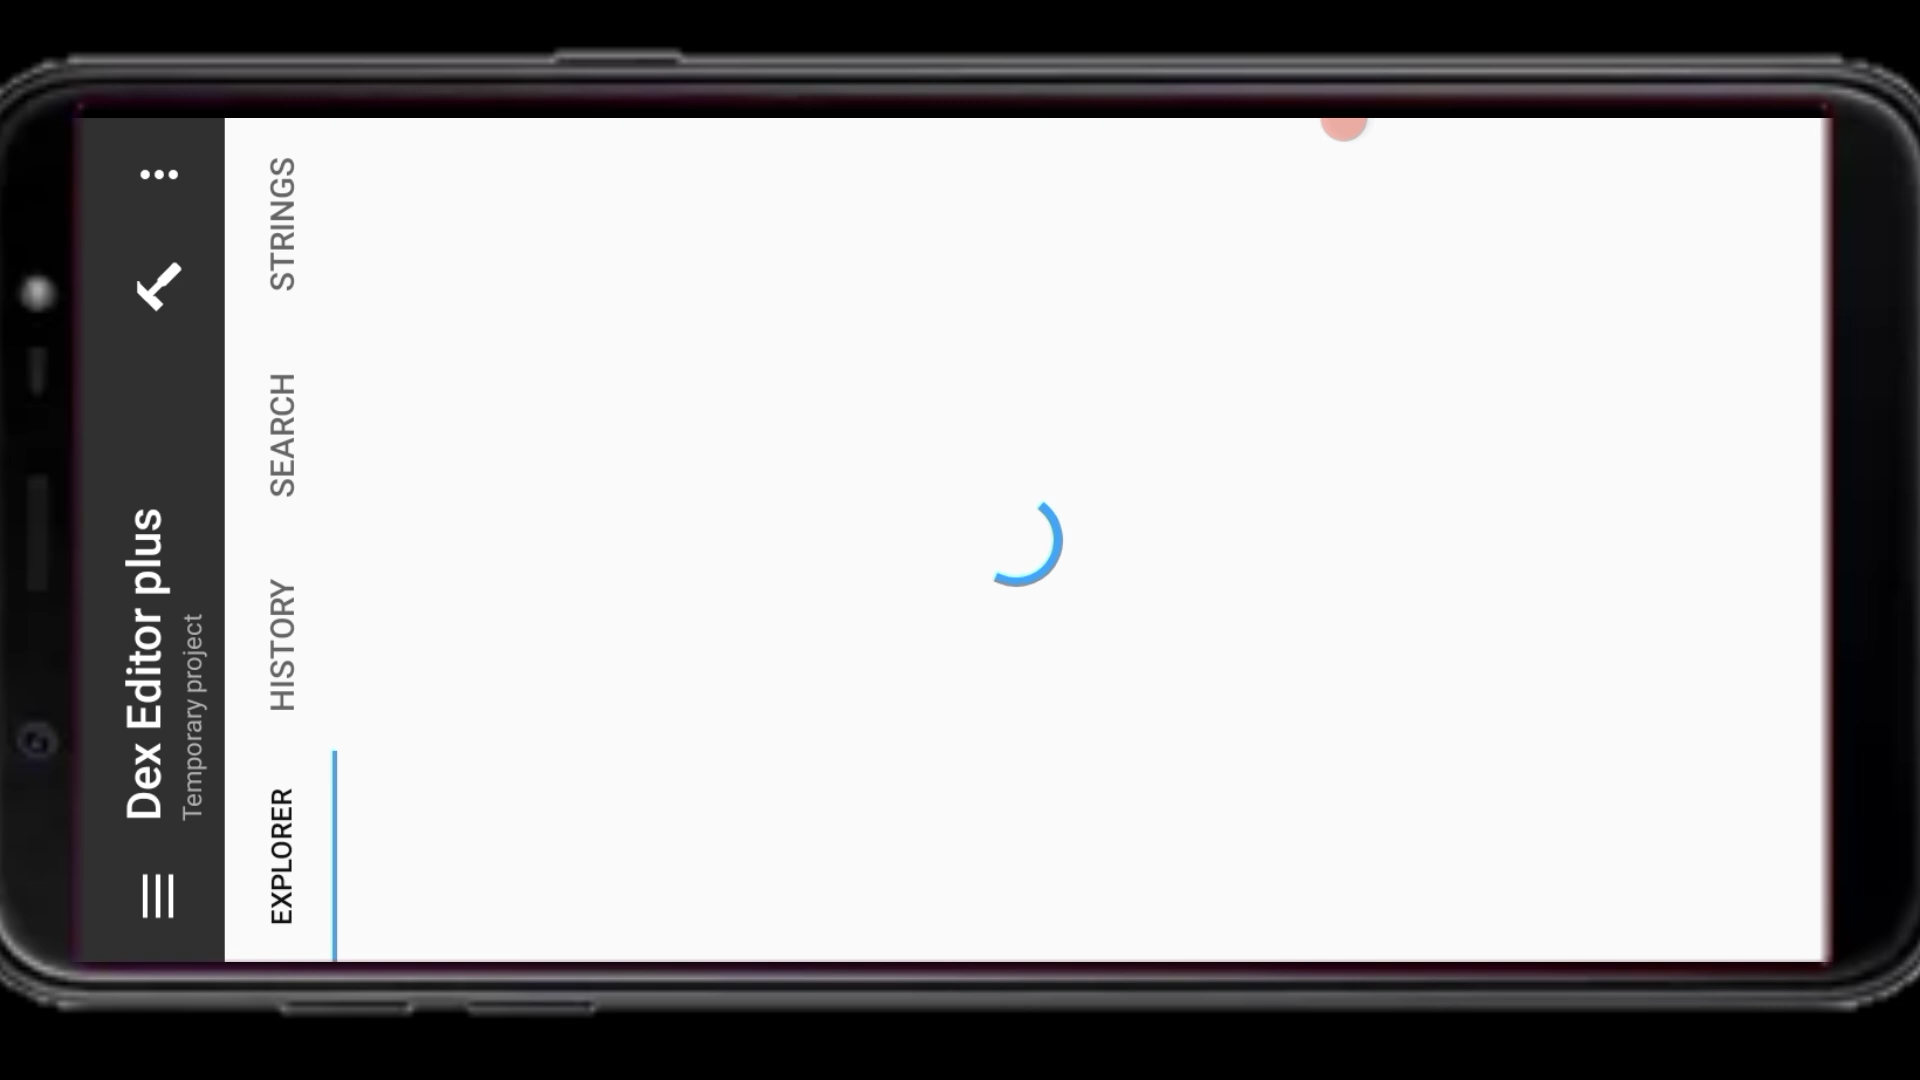 Dex Editor plus
Temporary project
EXPLORER
HISTORY
SEARCH
STRINGS